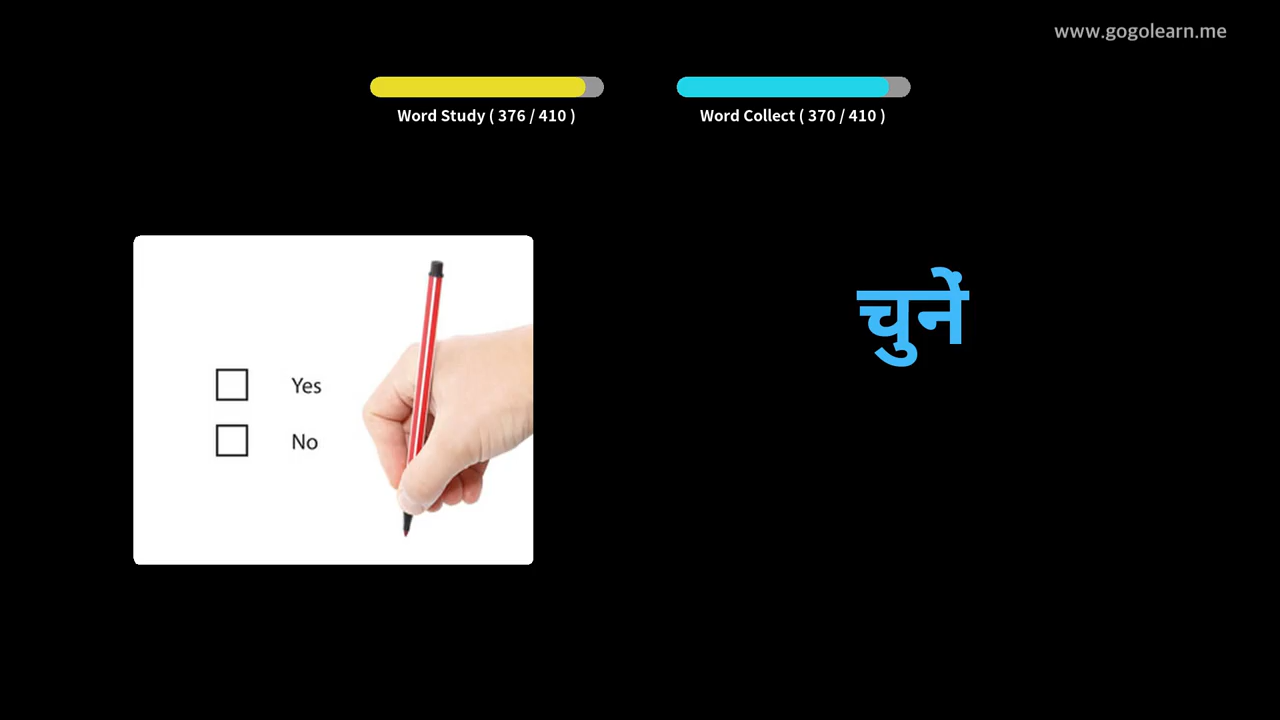 www.gogolearn.me
Word Study ( 376 / 410 )
Word Collect ( 370 / 410 )
चुनें
Yes
No